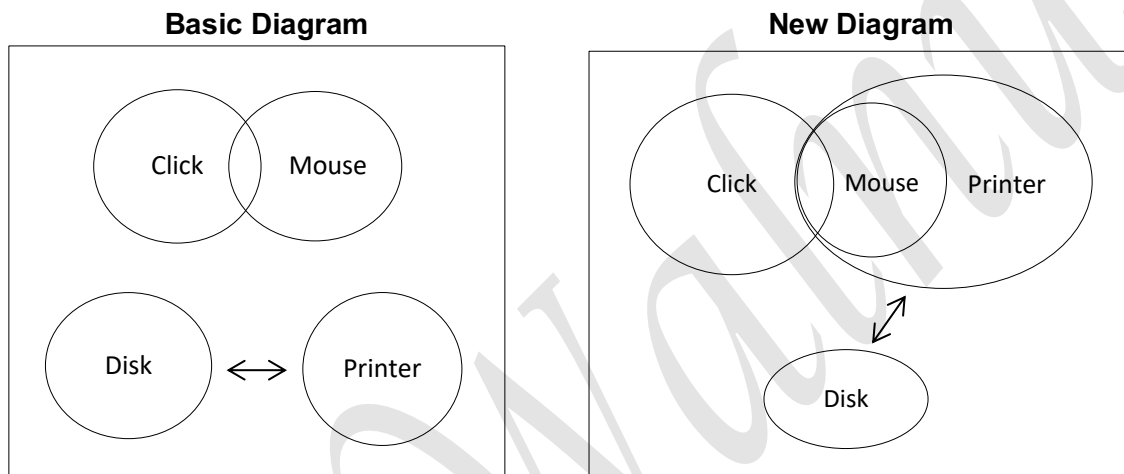 Basic Diagram
New Diagram
Click
Mouse
Disk
Printer
Click
Mouse
Printer
Disk